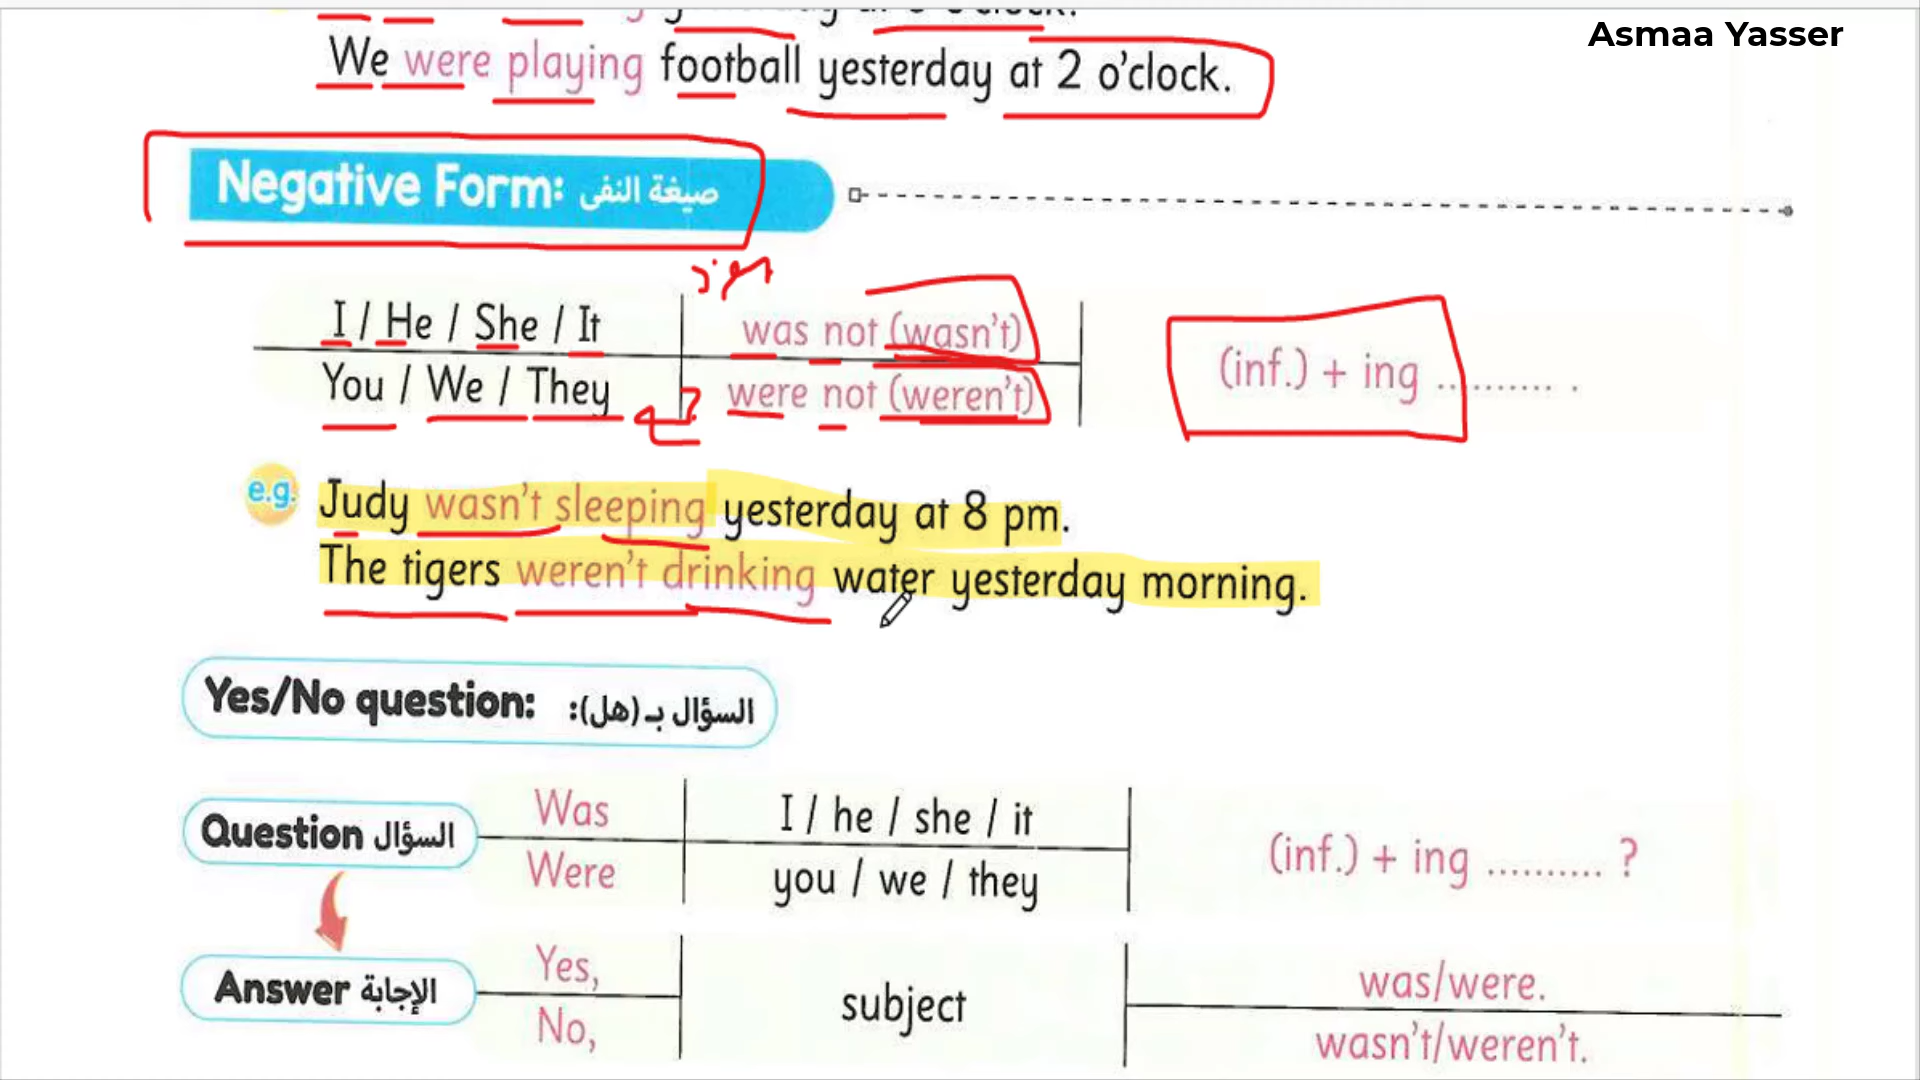 Asmaa Yasser
We were playing football yesterday at 2 o'clock.
Negative Form: صيغة النفى
I / He / She / It was not (wasn't)
(inf.) + ing .......... .
You / We / They were not (weren't)
e.g. Judy wasn't sleeping yesterday at 8 pm.
The tigers weren't drinking water yesterday morning.
Yes/No question: السؤال بـ (هل):
Was I / he / she / it
Question السؤال (inf.) + ing .......... ?
Were you / we / they
Yes, was/were.
Answer الإجابة subject
No, wasn't/weren't.